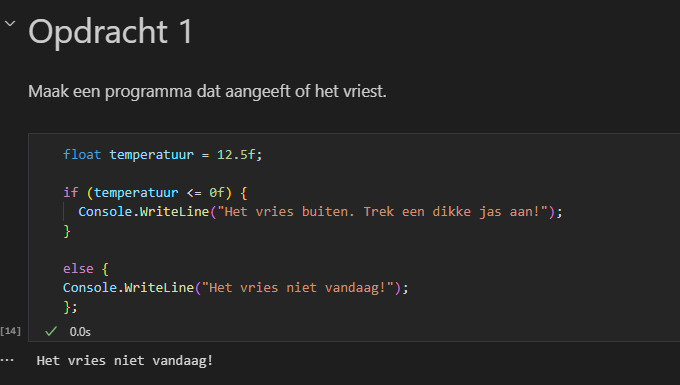 Opdracht 1
Maak een programma dat aangeeft of het vriest.
float temperatuur = 12.5f;
if (temperatuur <= 0f) {
Console.WriteLine("Het vries buiten. Trek een dikke jas aan!");
}
else {
Console.WriteLine("Het vries niet vandaag!");
};
[14] 0.0s
... Het vries niet vandaag!